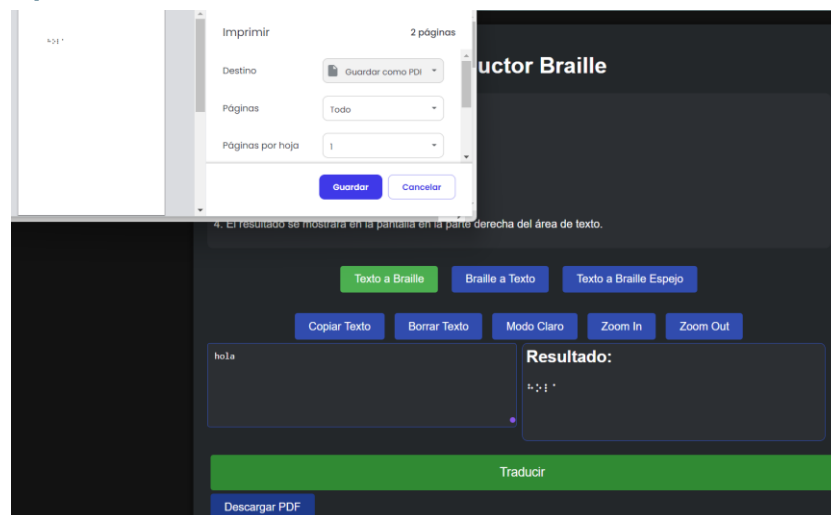 ⠓⠕⠇⠁
Imprimir 2 páginas
Destino Guardar como PDF
Páginas Todo
Páginas por hoja 1
Guardar Cancelar
uctor Braille
4. El resultado se mostrará en la pantalla en la parte derecha del área de texto.
Texto a Braille Braille a Texto Texto a Braille Espejo
Copiar Texto Borrar Texto Modo Claro Zoom In Zoom Out
hola
Resultado:
⠓⠕⠇⠁
Traducir
Descargar PDF